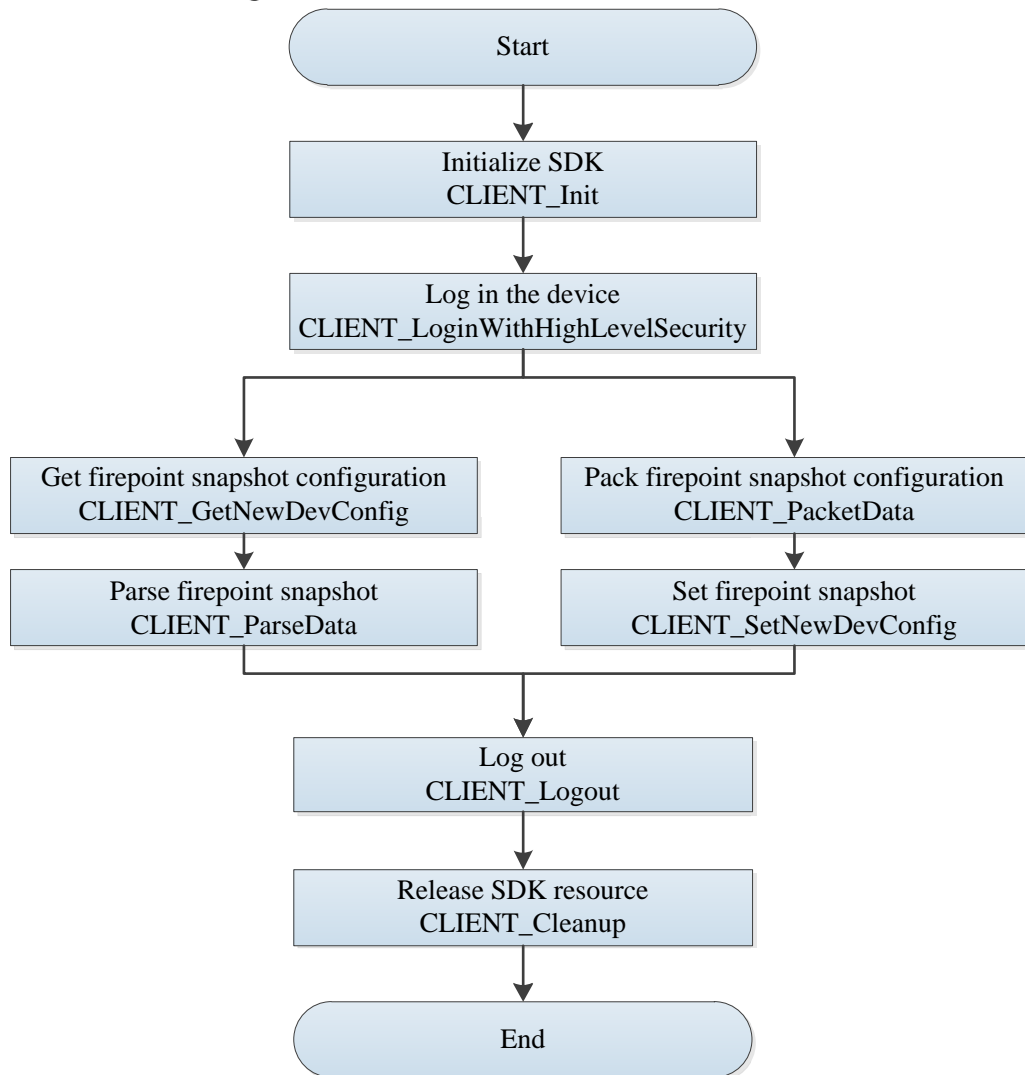 Start
Initialize SDK
CLIENT_Init
Log in the device
CLIENT_LoginWithHighLevelSecurity
Get firepoint snapshot configuration
CLIENT_GetNewDevConfig
Pack firepoint snapshot configuration
CLIENT_PacketData
Parse firepoint snapshot
CLIENT_ParseData
Set firepoint snapshot
CLIENT_SetNewDevConfig
Log out
CLIENT_Logout
Release SDK resource
CLIENT_Cleanup
End